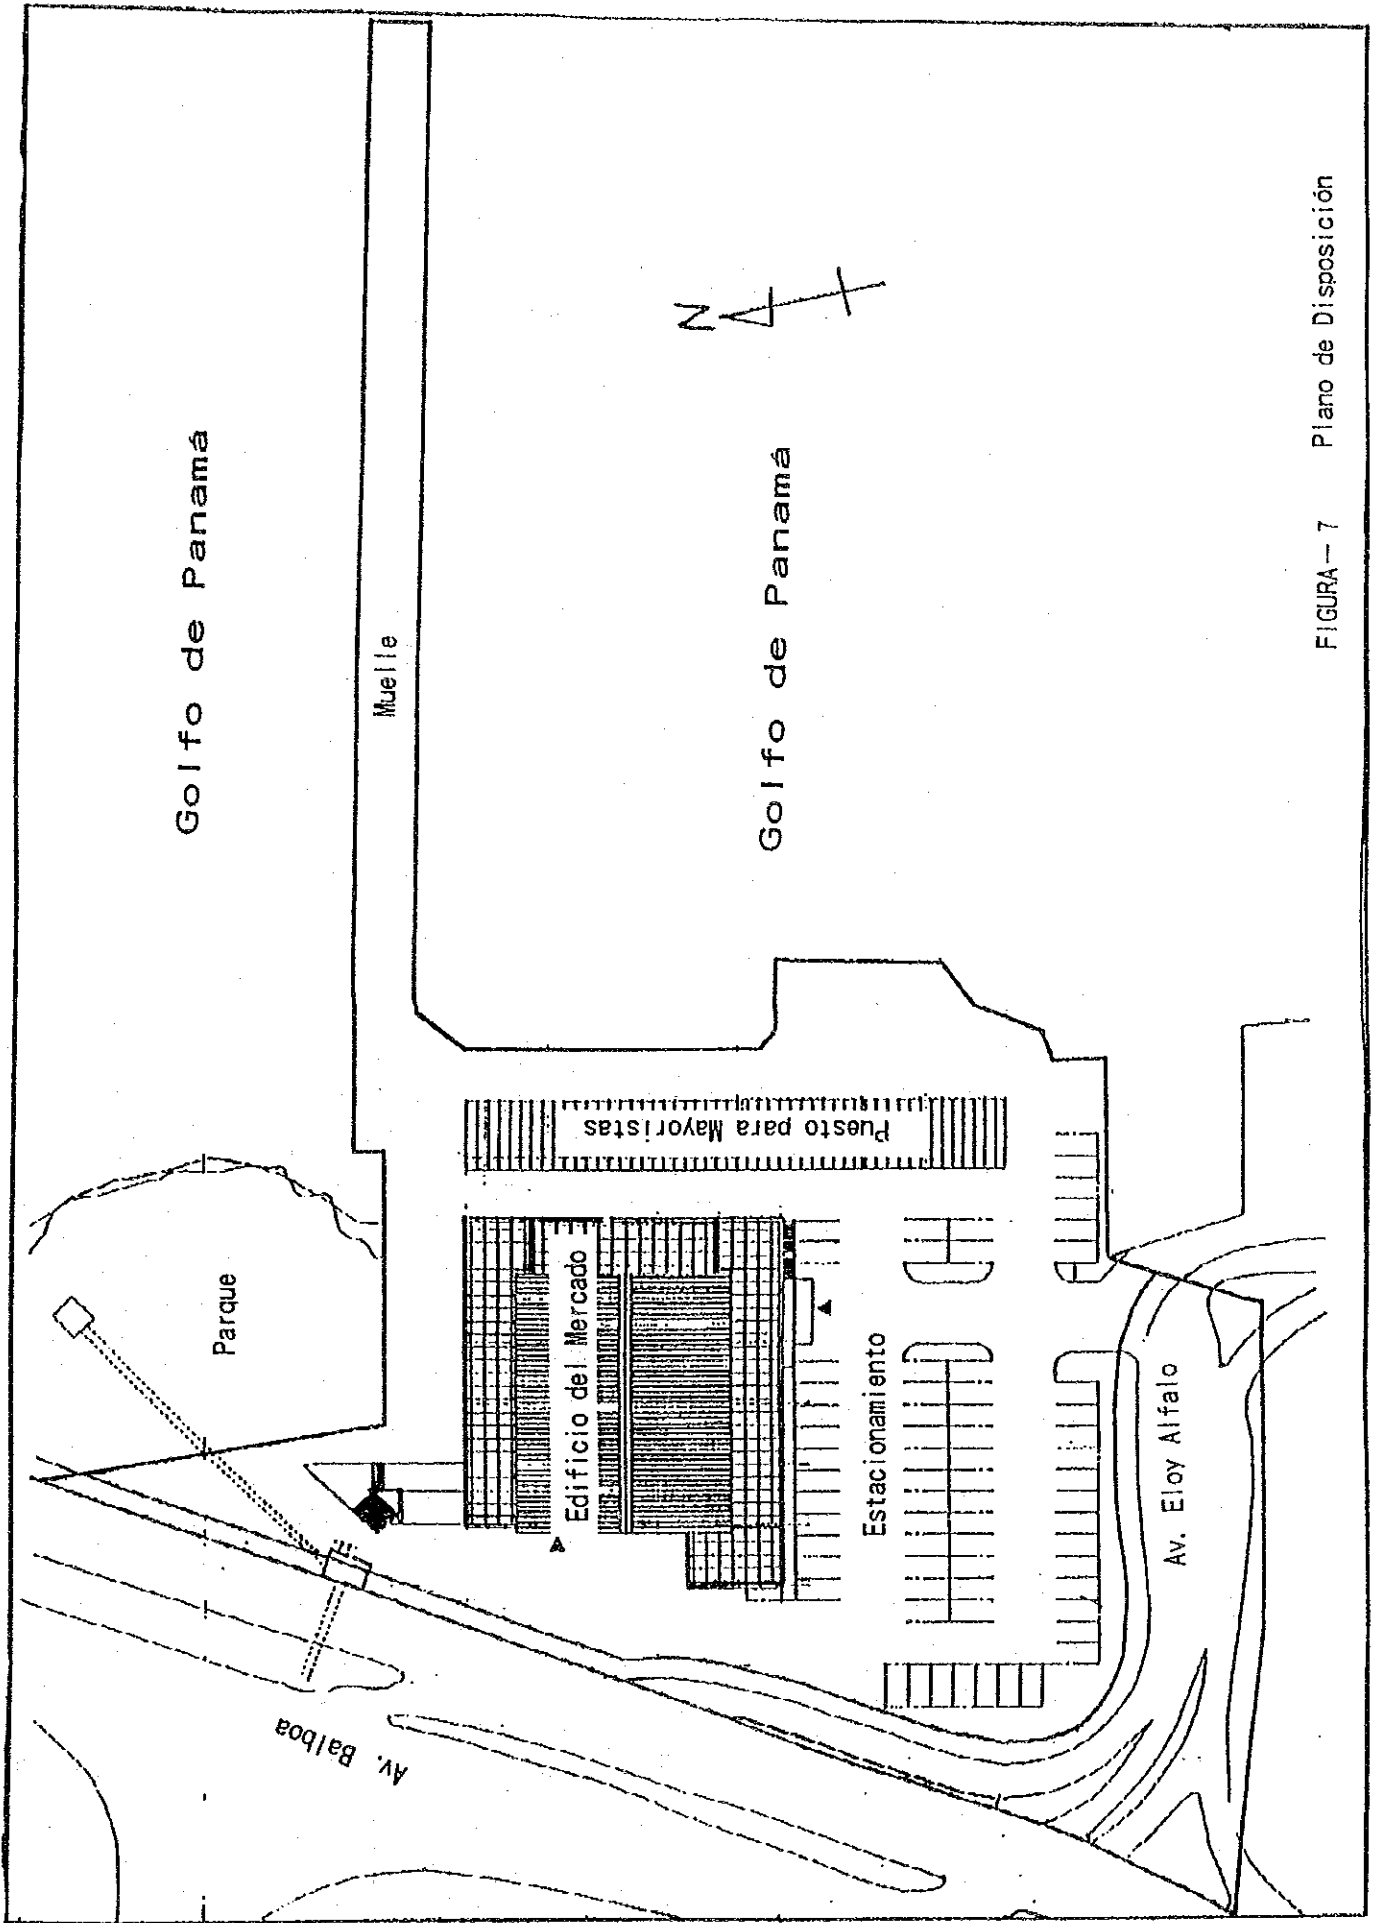 Golfo de Panamá
Muelle
N
Golfo de Panamá
Parque
Puesto para Mayoristas
Edificio del Mercado
Estacionamiento
Av. Balboa
Av. Eloy Alfalo
FIGURA－7 Plano de Disposición